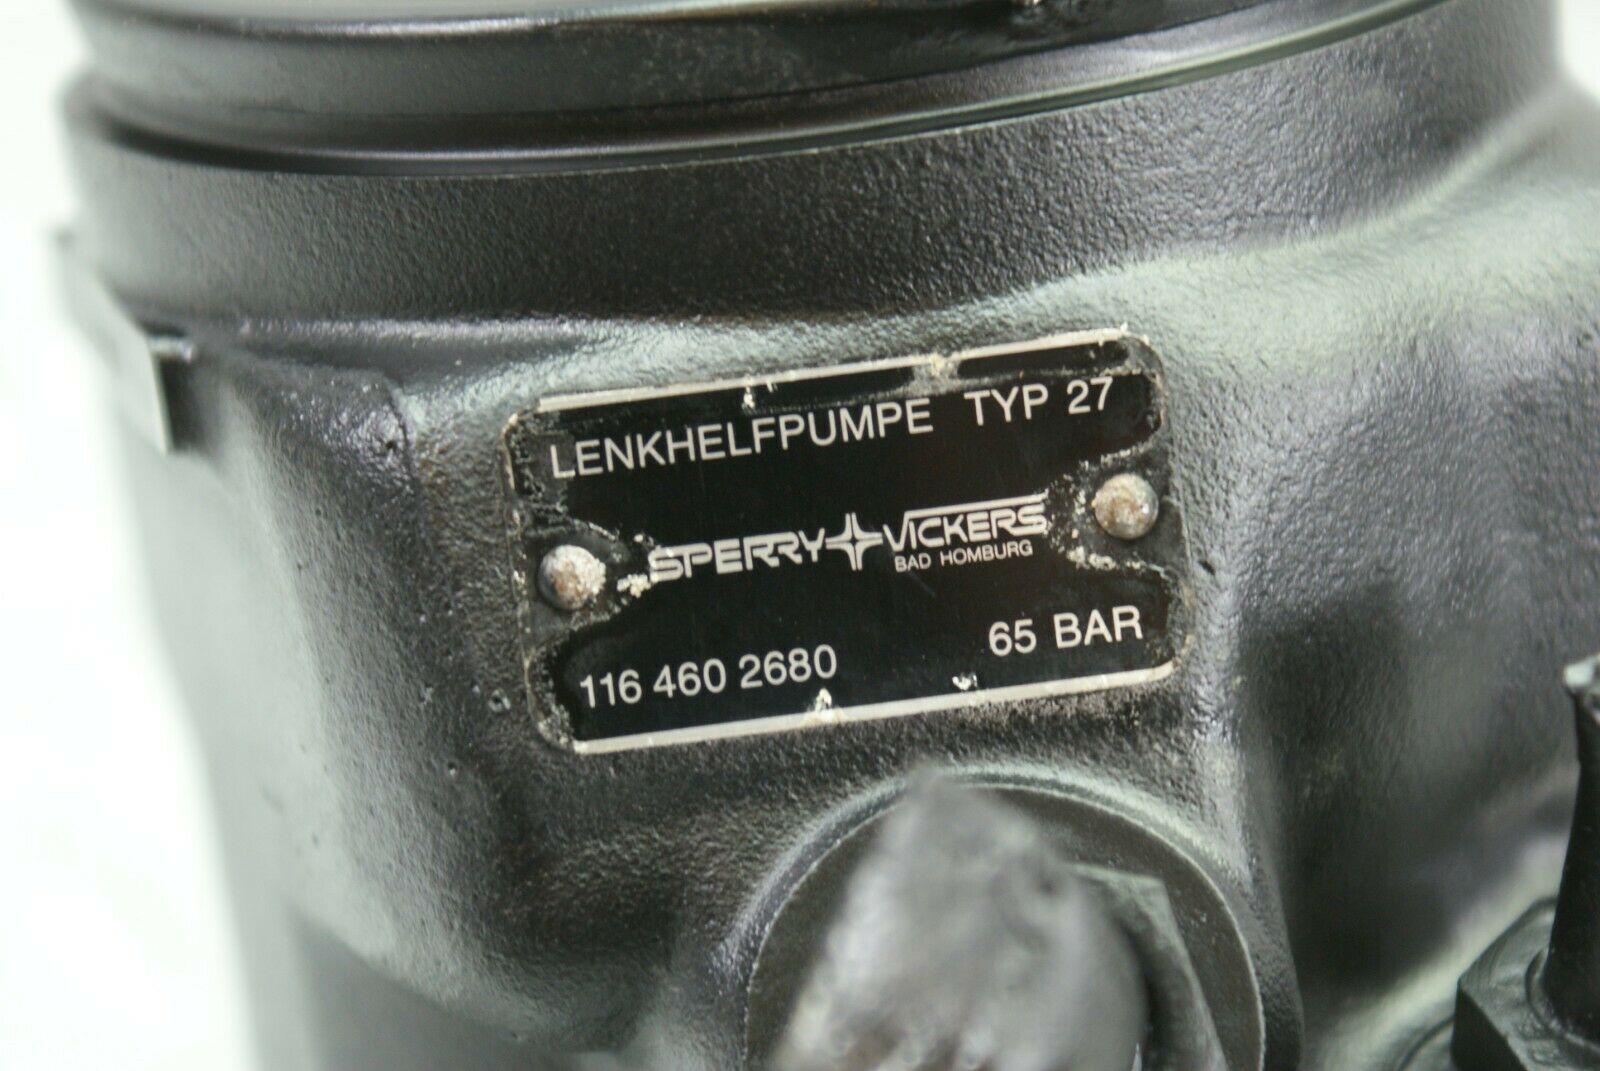 LENKHELFPUMPE TYP 27
SPERRY VICKERS
BAD HOMBURG
116 460 2680 65 BAR